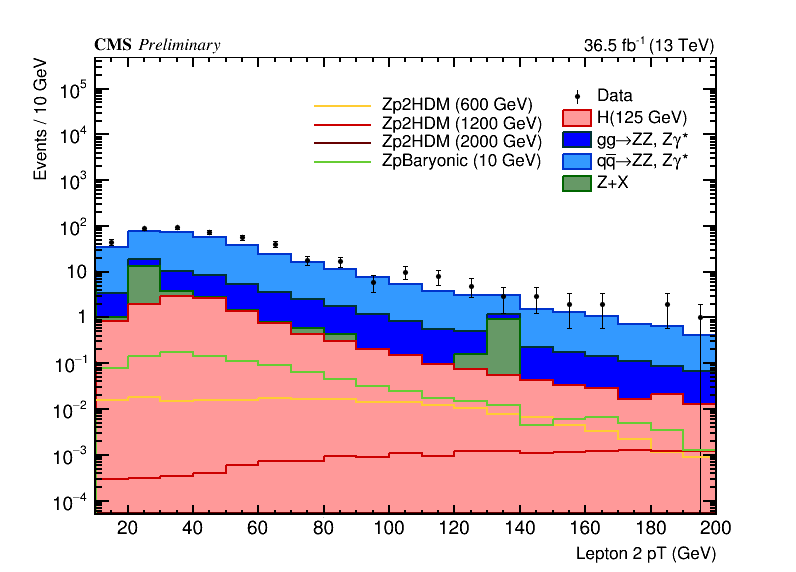 CMS Preliminary
36.5 fb⁻¹ (13 TeV)
Events / 10 GeV
10⁵
10⁴
10³
10²
10
1
10⁻¹
10⁻²
10⁻³
10⁻⁴
Zp2HDM (600 GeV)
Zp2HDM (1200 GeV)
Zp2HDM (2000 GeV)
ZpBaryonic (10 GeV)
Data
H(125 GeV)
gg→ZZ, Zγ*
qq̅→ZZ, Zγ*
Z+X
20 40 60 80 100 120 140 160 180 200
Lepton 2 pT (GeV)